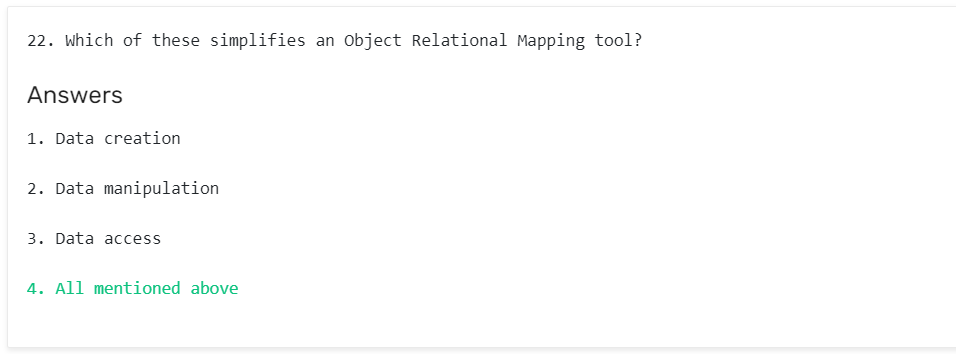 22. Which of these simplifies an Object Relational Mapping tool?
Answers
1. Data creation
2. Data manipulation
3. Data access
4. All mentioned above